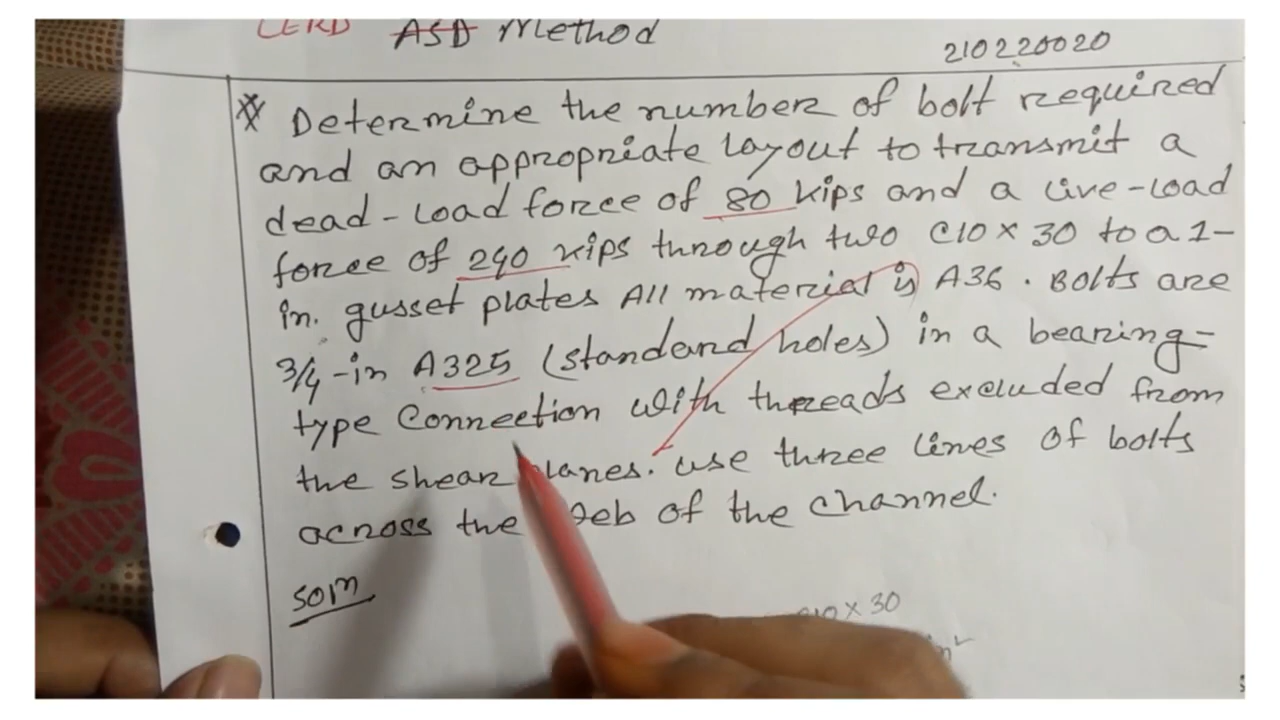 LERD ASD Method
210220020
* Determine the number of bolt required
and an appropriate layout to transmit a
dead-load force of 80 kips and a live-load
force of 240 kips through two C10 × 30 to a 1-
in. gusset plates All material is A36. Bolts are
3/4-in A325 (standard holes) in a bearing-
type connection with threads excluded from
the shear planes. use three lines of bolts
across the web of the channel.
Soln
C10 × 30